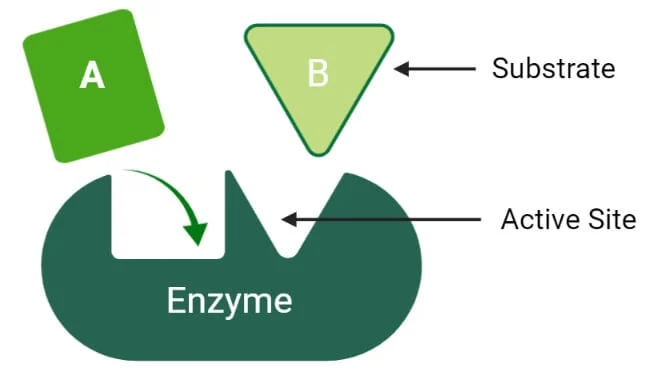 A
B
Substrate
Active Site
Enzyme